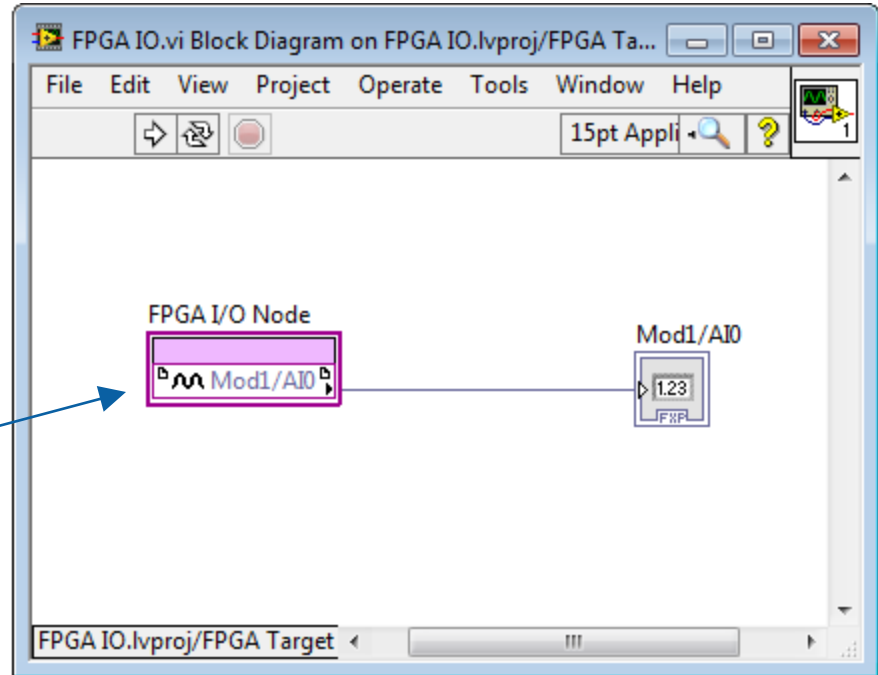 FPGA IO.vi Block Diagram on FPGA IO.lvproj/FPGA Ta...
File Edit View Project Operate Tools Window Help
15pt Appli
1
FPGA I/O Node
Mod1/AI0
Mod1/AI0
1.23
FXP
FPGA IO.lvproj/FPGA Target